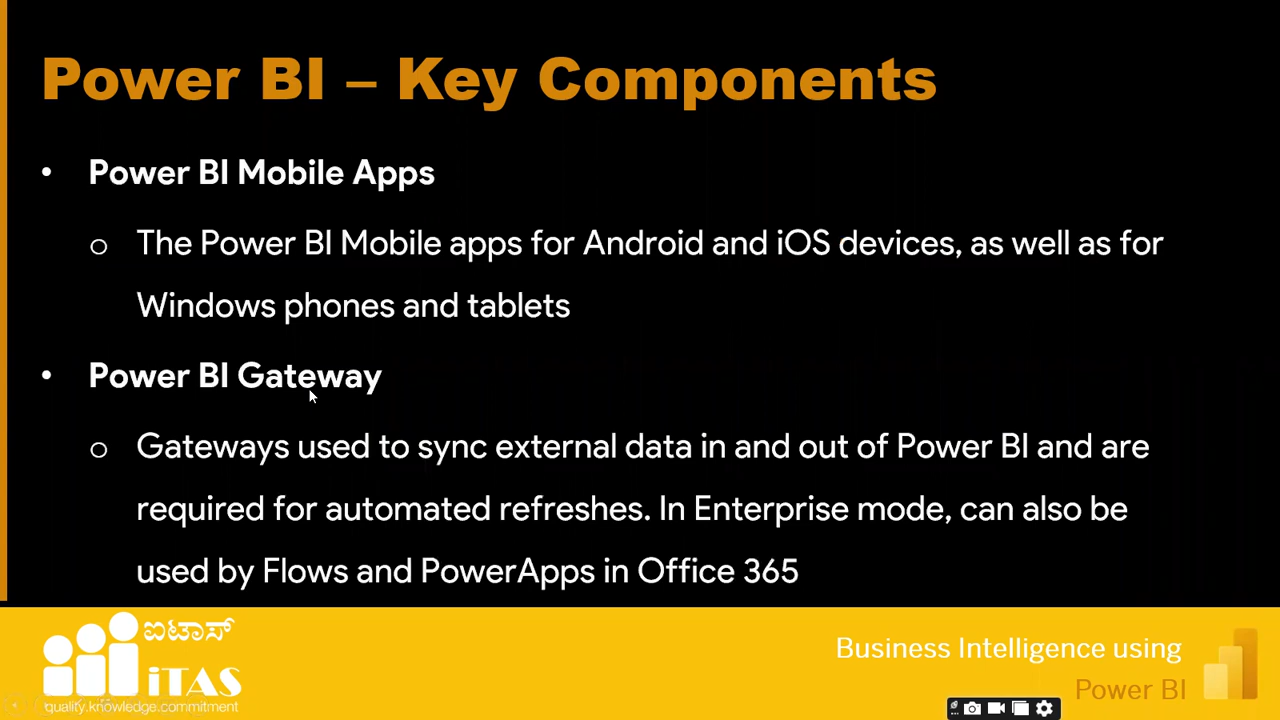 Power BI – Key Components
• Power BI Mobile Apps
o The Power BI Mobile apps for Android and iOS devices, as well as for
Windows phones and tablets
• Power BI Gateway
o Gateways used to sync external data in and out of Power BI and are
required for automated refreshes. In Enterprise mode, can also be
used by Flows and PowerApps in Office 365
ಐಟಾಸ್
iTAS
quality.knowledge.commitment
Business Intelligence using
Power BI